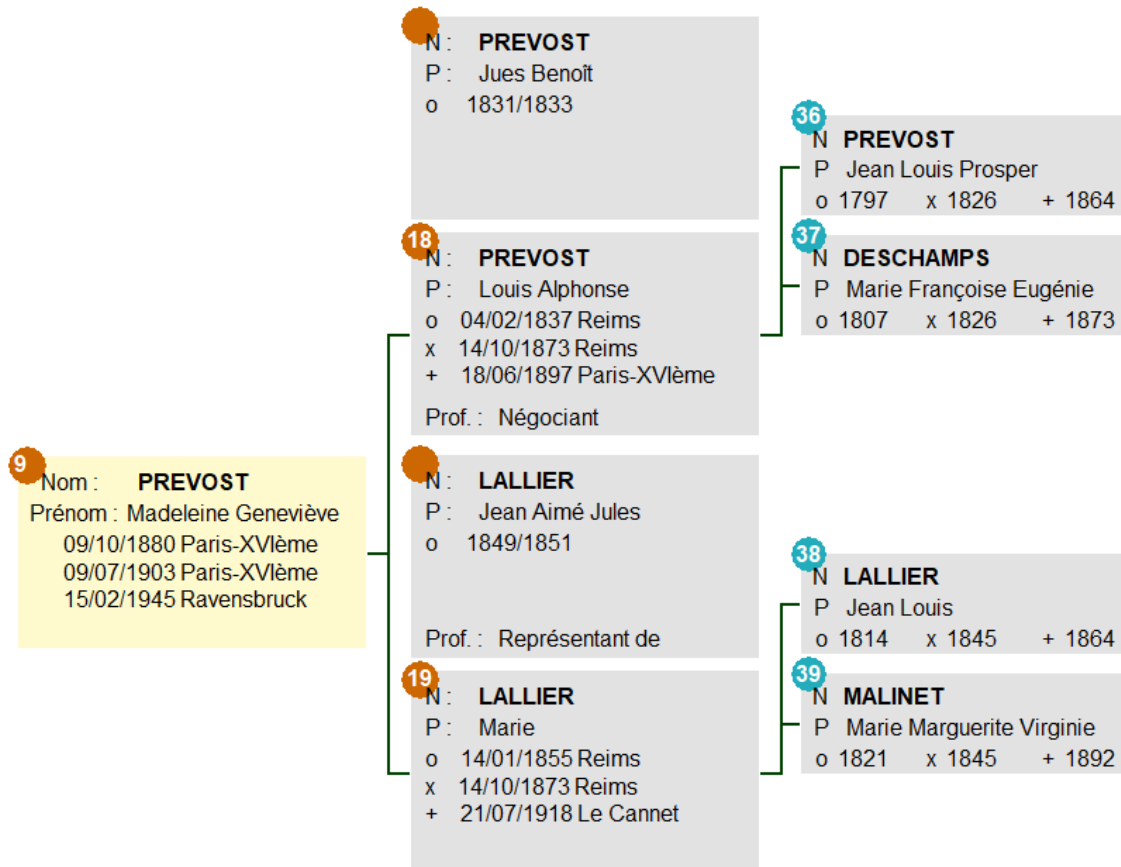 N : PREVOST
P : Jues Benoît
o 1831/1833
36
N PREVOST
P Jean Louis Prosper
o 1797 x 1826 + 1864
18
N : PREVOST
P : Louis Alphonse
o 04/02/1837 Reims
x 14/10/1873 Reims
+ 18/06/1897 Paris-XVIème
Prof. : Négociant
37
N DESCHAMPS
P Marie Françoise Eugénie
o 1807 x 1826 + 1873
9
Nom : PREVOST
Prénom : Madeleine Geneviève
09/10/1880 Paris-XVIème
09/07/1903 Paris-XVIème
15/02/1945 Ravensbruck
N : LALLIER
P : Jean Aimé Jules
o 1849/1851
Prof. : Représentant de
38
N LALLIER
P Jean Louis
o 1814 x 1845 + 1864
19
N : LALLIER
P : Marie
o 14/01/1855 Reims
x 14/10/1873 Reims
+ 21/07/1918 Le Cannet
39
N MALINET
P Marie Marguerite Virginie
o 1821 x 1845 + 1892